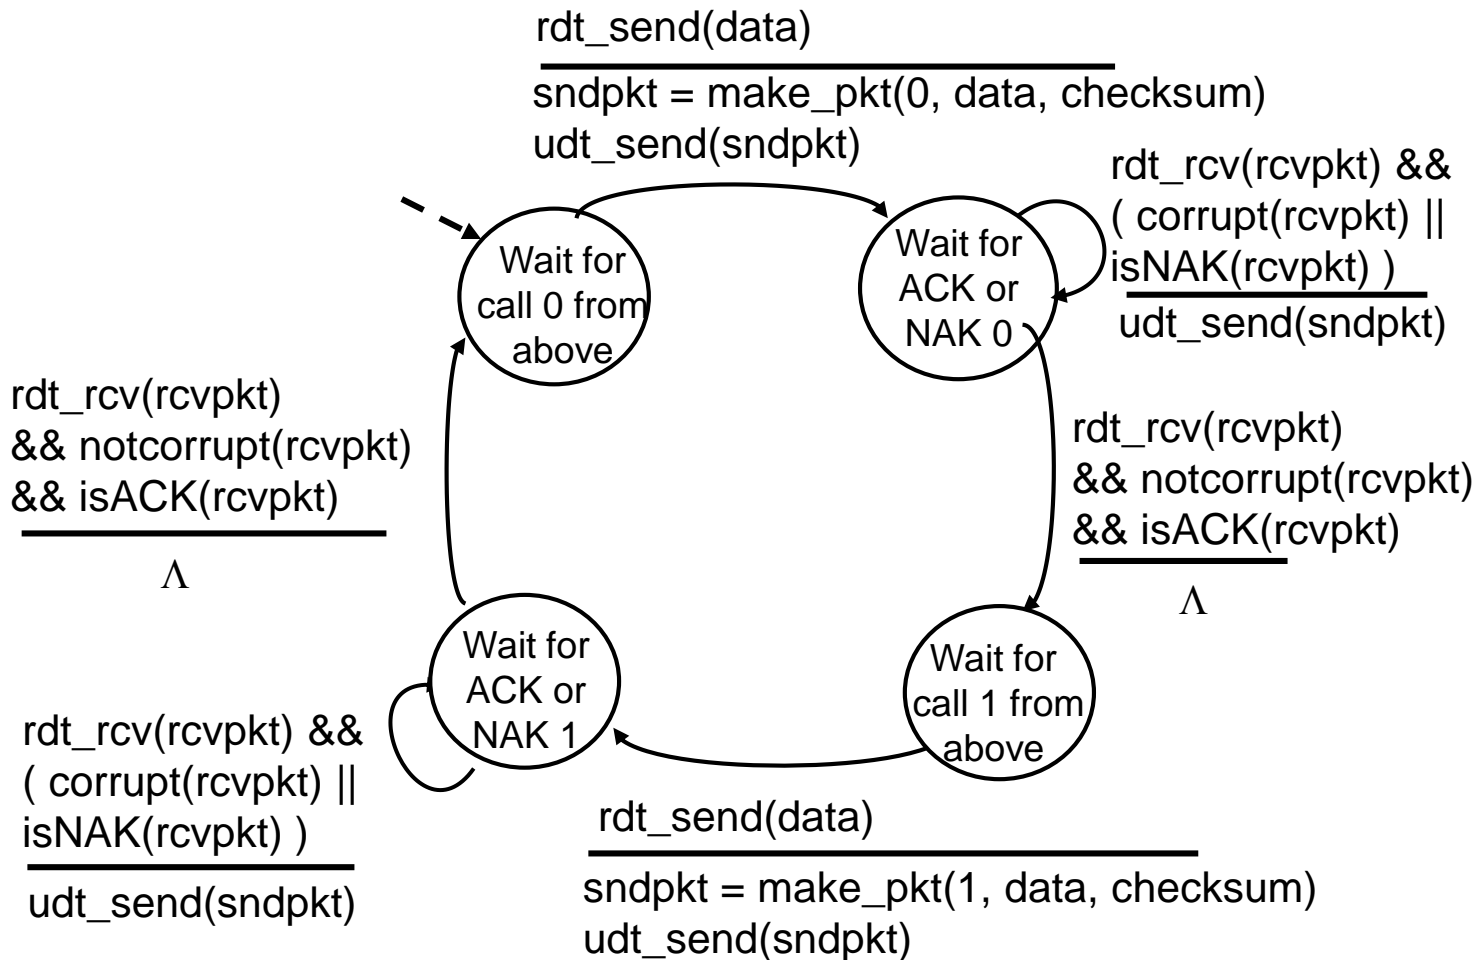 rdt_send(data)
sndpkt = make_pkt(0, data, checksum)
udt_send(sndpkt)
rdt_rcv(rcvpkt) &&
( corrupt(rcvpkt) ||
isNAK(rcvpkt) )
udt_send(sndpkt)
Wait for
call 0 from
above
Wait for
ACK or
NAK 0
rdt_rcv(rcvpkt)
&& notcorrupt(rcvpkt)
&& isACK(rcvpkt)
Λ
rdt_rcv(rcvpkt)
&& notcorrupt(rcvpkt)
&& isACK(rcvpkt)
Λ
Wait for
ACK or
NAK 1
Wait for
call 1 from
above
rdt_rcv(rcvpkt) &&
( corrupt(rcvpkt) ||
isNAK(rcvpkt) )
udt_send(sndpkt)
rdt_send(data)
sndpkt = make_pkt(1, data, checksum)
udt_send(sndpkt)